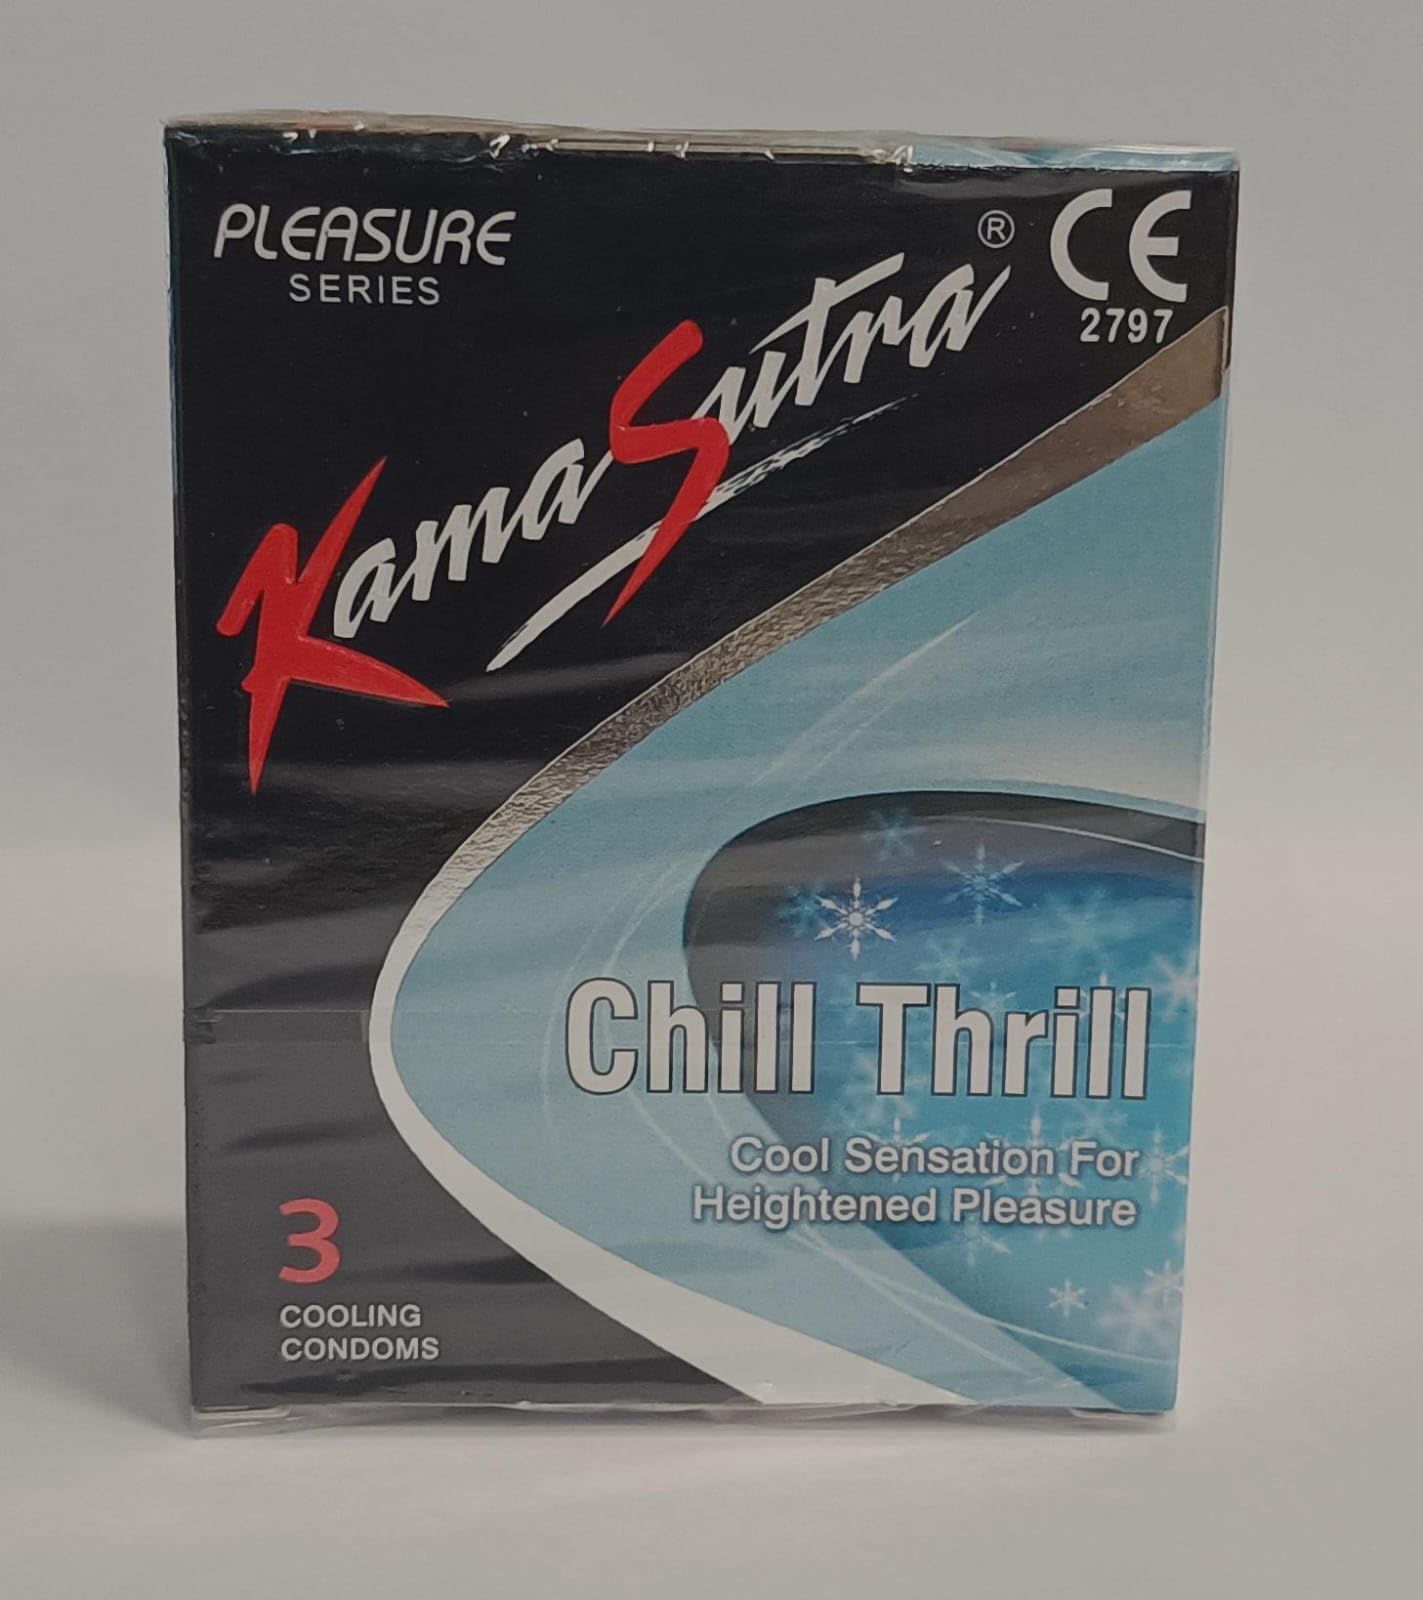 PLEASURE
SERIES
KamaSutra®
CE
2797
Chill Thrill
Cool Sensation For
Heightened Pleasure
3
COOLING
CONDOMS